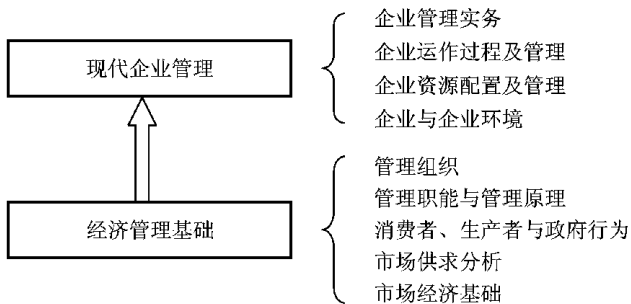 现代企业管理
企业管理实务
企业运作过程及管理
企业资源配置及管理
企业与企业环境
经济管理基础
管理组织
管理职能与管理原理
消费者、生产者与政府行为
市场供求分析
市场经济基础